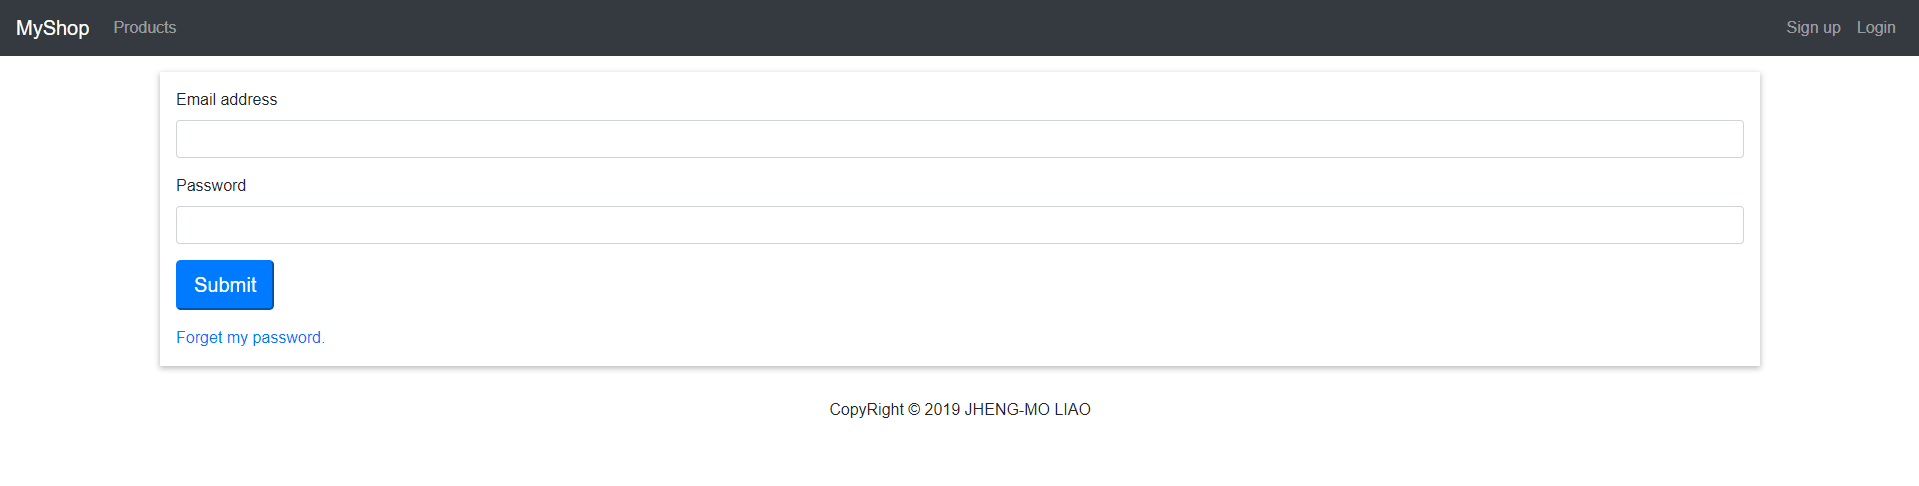 MyShop Products Sign up Login
Email address
Password
Submit
Forget my password.
CopyRight © 2019 JHENG-MO LIAO